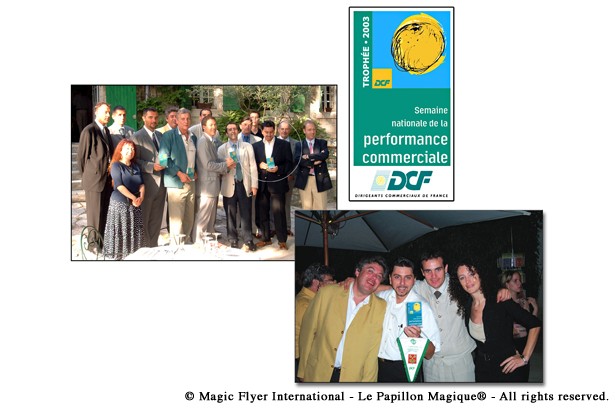 TROPHÉE • 2003
DCF
Semaine
nationale de la
performance
commerciale
DCF
DIRIGEANTS COMMERCIAUX DE FRANCE
© Magic Flyer International - Le Papillon Magique® - All rights reserved.